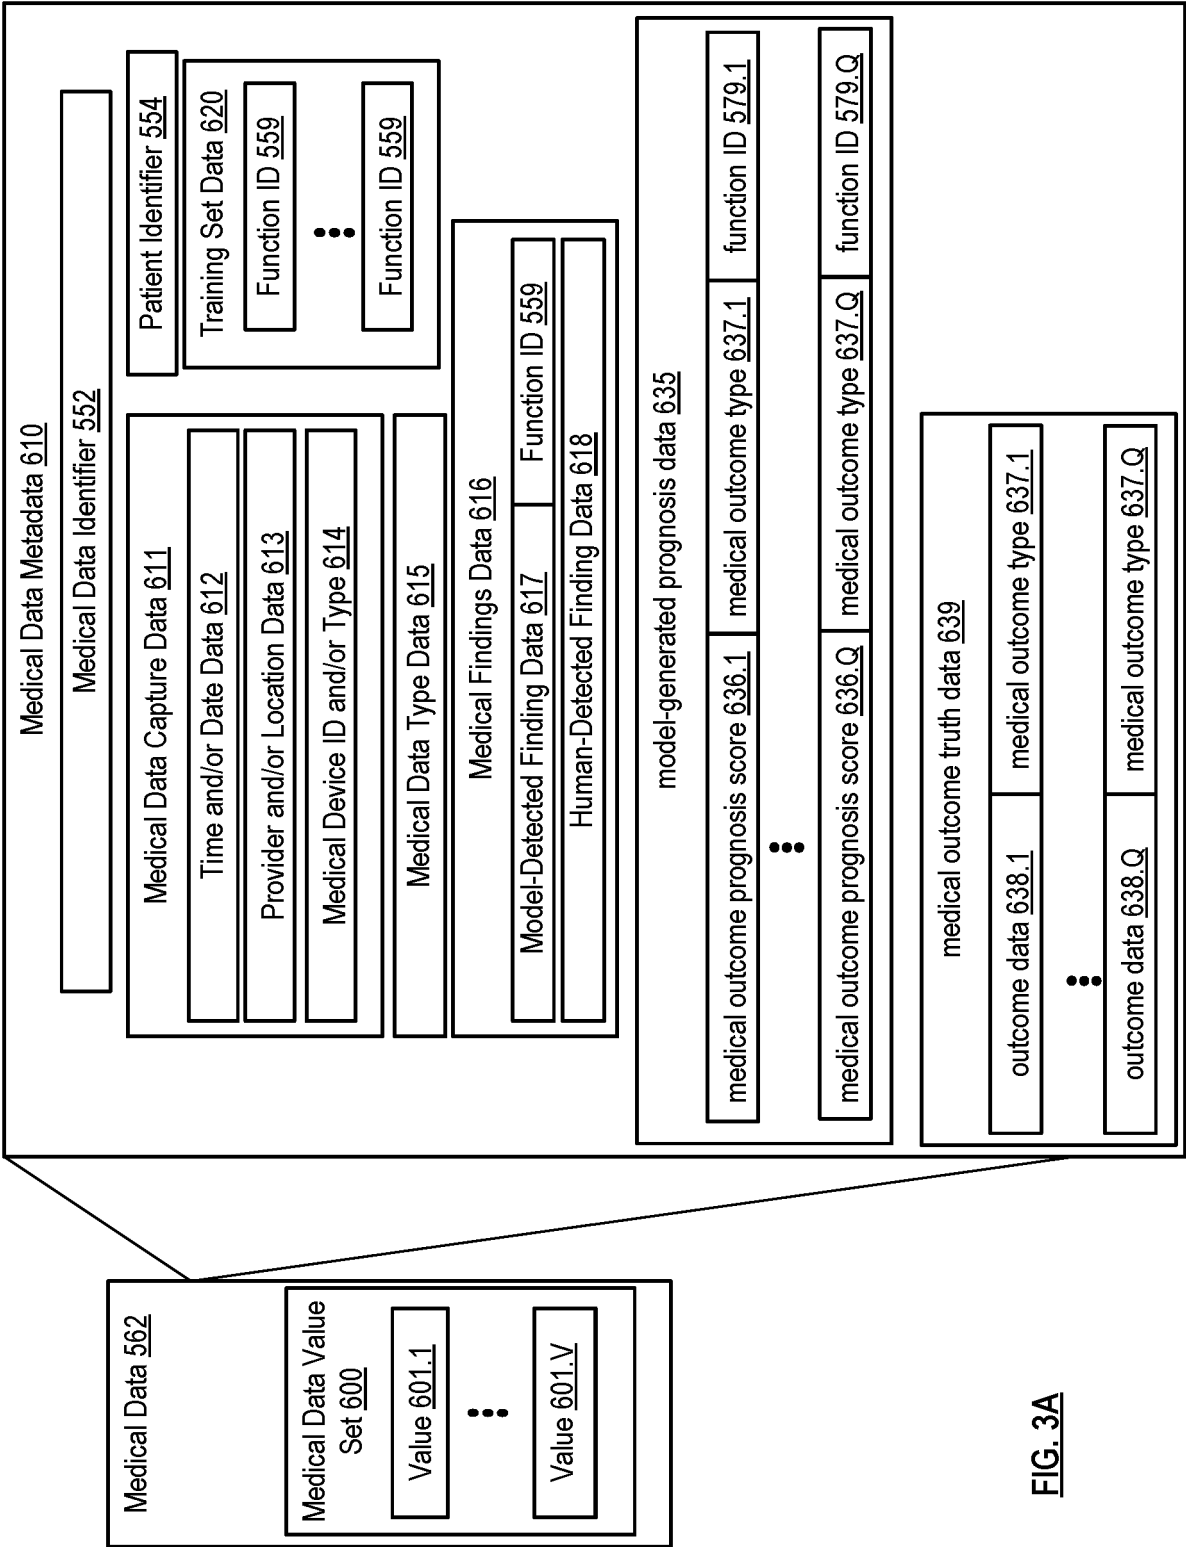 Medical Data 562
Medical Data Value
Set 600
Value 601.1
Value 601.V
Medical Data Metadata 610
Medical Data Identifier 552
Medical Data Capture Data 611
Time and/or Date Data 612
Provider and/or Location Data 613
Medical Device ID and/or Type 614
Patient Identifier 554
Training Set Data 620
Function ID 559
Function ID 559
Medical Data Type Data 615
Medical Findings Data 616
Model-Detected Finding Data 617 Function ID 559
Human-Detected Finding Data 618
model-generated prognosis data 635
medical outcome prognosis score 636.1 medical outcome type 637.1 function ID 579.1
medical outcome prognosis score 636.Q medical outcome type 637.Q function ID 579.Q
medical outcome truth data 639
outcome data 638.1 medical outcome type 637.1
outcome data 638.Q medical outcome type 637.Q
FIG. 3A